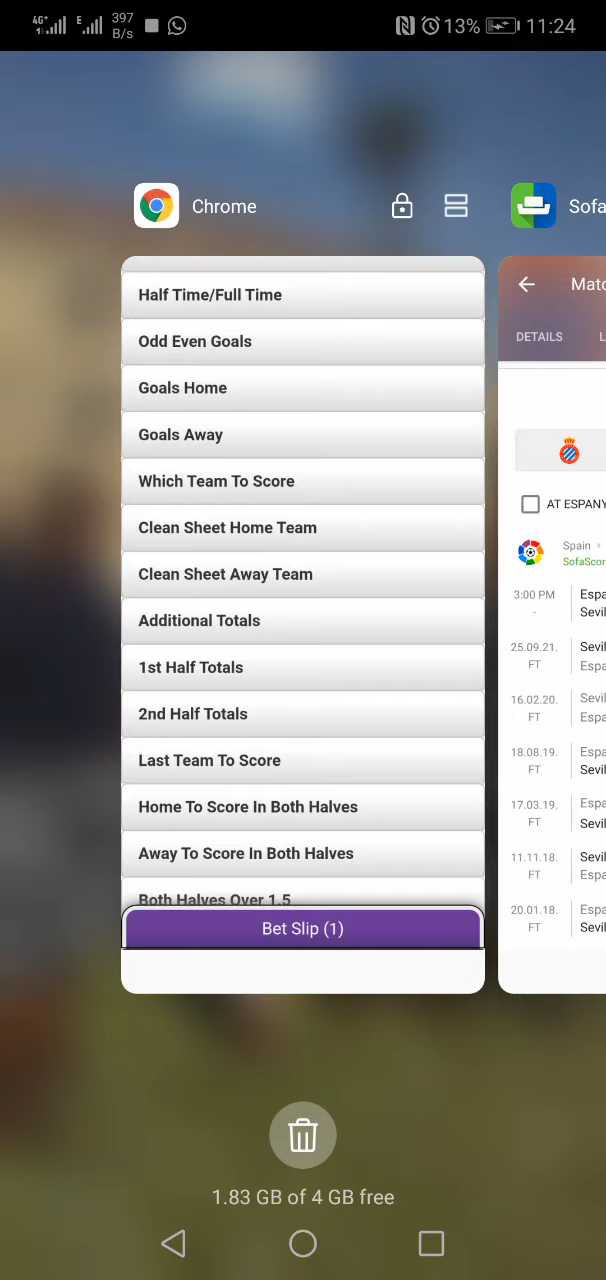 4G+ E 397 B/s 13% 11:24
Chrome
Half Time/Full Time
Odd Even Goals
Goals Home
Goals Away
Which Team To Score
Clean Sheet Home Team
Clean Sheet Away Team
Additional Totals
1st Half Totals
2nd Half Totals
Last Team To Score
Home To Score In Both Halves
Away To Score In Both Halves
Both Halves Over 1.5
Bet Slip (1)
Sofa
Matc
DETAILS L
AT ESPANY
Spain
SofaScor
3:00 PM Espa
- Sevil
25.09.21. Sevil
FT Espa
16.02.20. Sevil
FT Espa
18.08.19. Espa
FT Sevil
17.03.19. Espa
FT Sevil
11.11.18. Sevil
FT Espa
20.01.18. Espa
FT Sevil
1.83 GB of 4 GB free